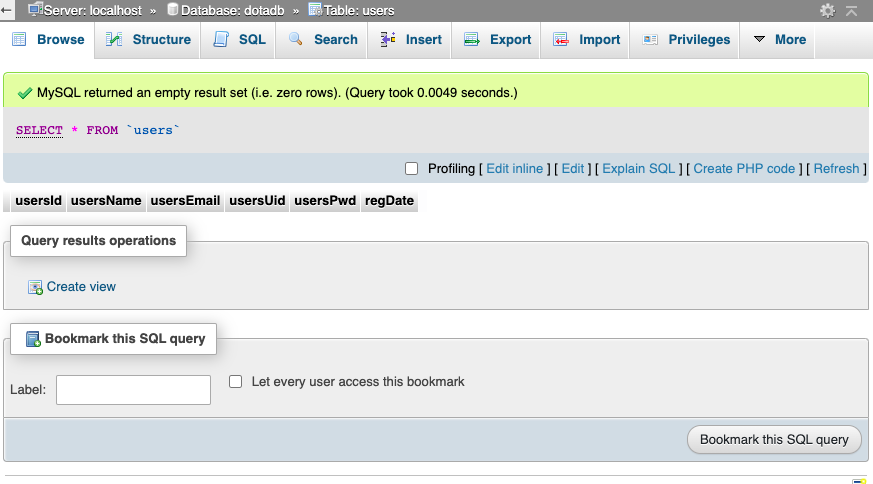 Server: localhost » Database: dotadb » Table: users
Browse Structure SQL Search Insert Export Import Privileges More
MySQL returned an empty result set (i.e. zero rows). (Query took 0.0049 seconds.)
SELECT * FROM `users`
Profiling [ Edit inline ] [ Edit ] [ Explain SQL ] [ Create PHP code ] [ Refresh ]
usersId usersName usersEmail usersUid usersPwd regDate
Query results operations
Create view
Bookmark this SQL query
Label: Let every user access this bookmark
Bookmark this SQL query